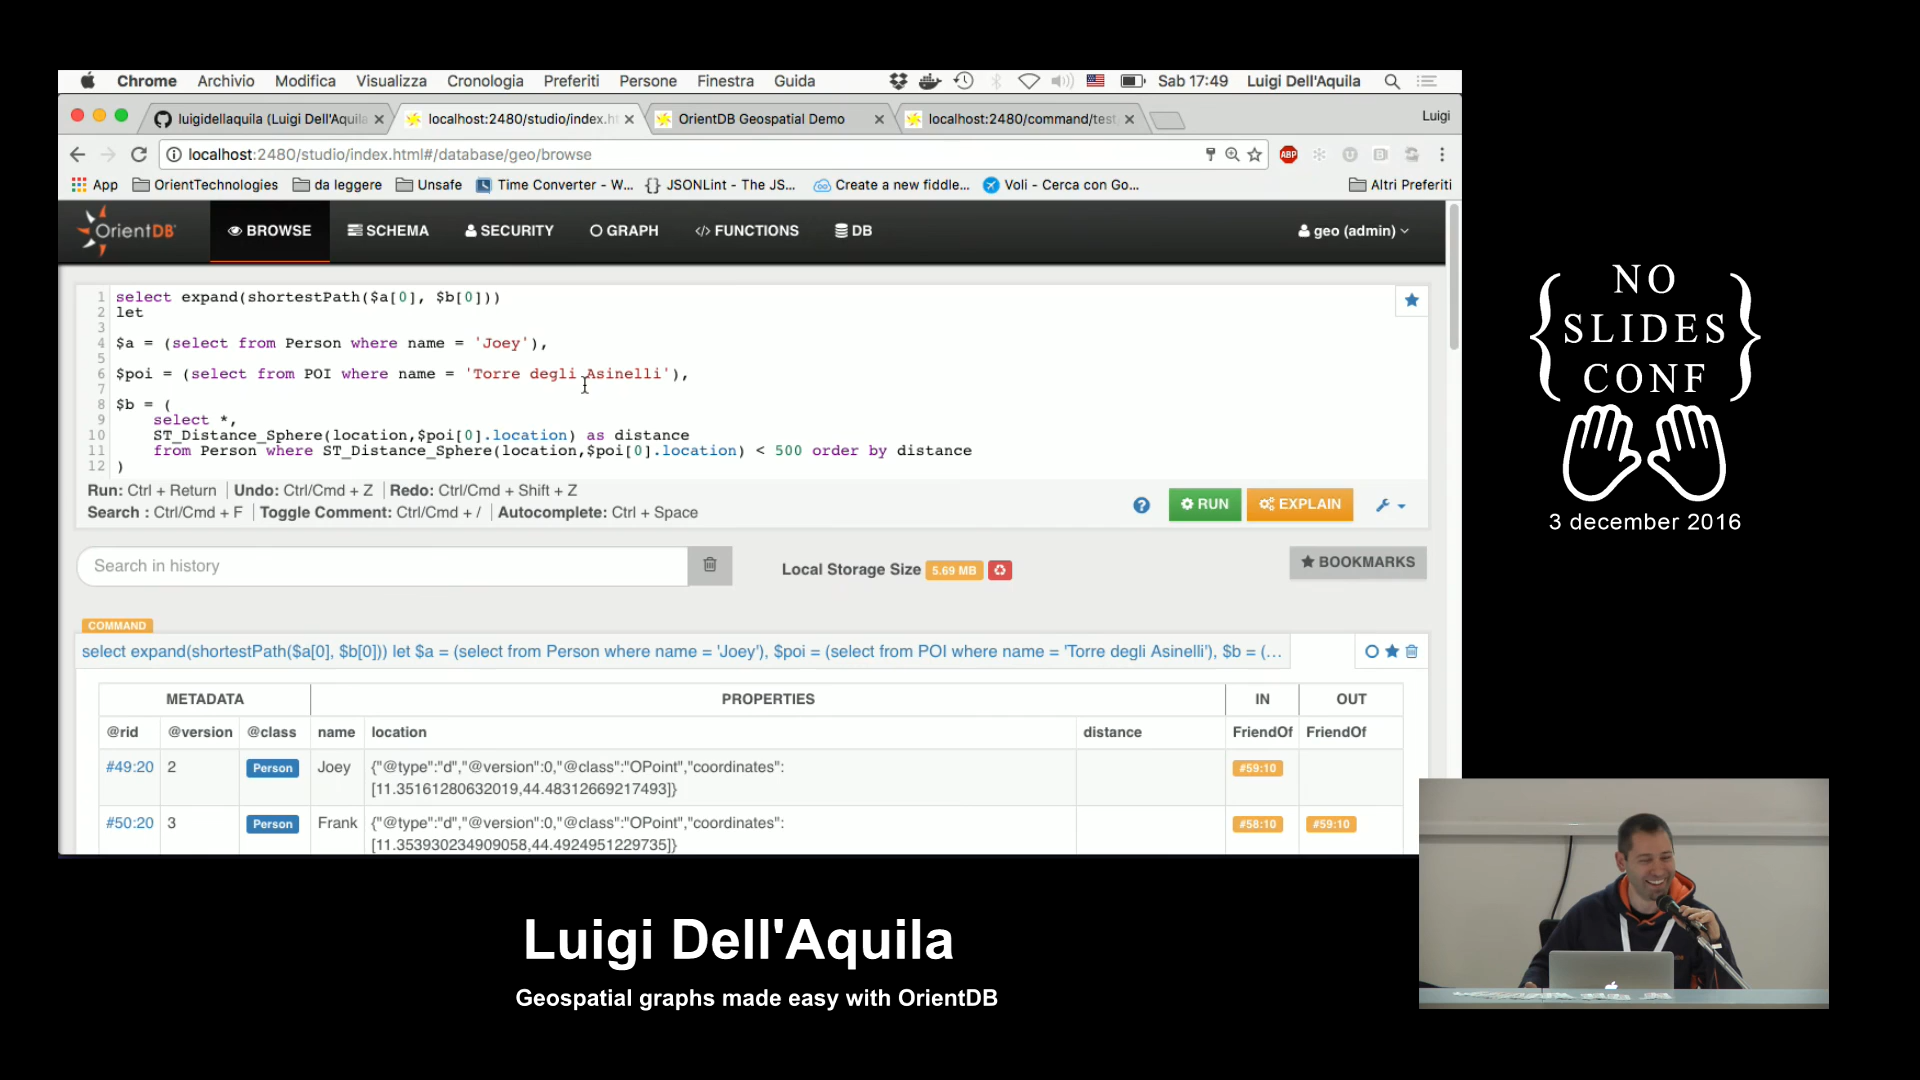 Chrome Archivio Modifica Visualizza Cronologia Preferiti Persone Finestra Guida Sab 17:49 Luigi Dell'Aquila
luigidellaquila (Luigi Dell'Aquila localhost:2480/studio/index.h OrientDB Geospatial Demo localhost:2480/command/test Luigi
localhost:2480/studio/index.html#/database/geo/browse ABP
App OrientTechnologies da leggere Unsafe Time Converter - W... {} JSONLint - The JS... Create a new fiddle... Voli - Cerca con Go... Altri Preferiti
OrientDB BROWSE SCHEMA SECURITY GRAPH FUNCTIONS DB geo (admin)
1 select expand(shortestPath($a[0], $b[0]))
2 let
3
4 $a = (select from Person where name = 'Joey'),
5
6 $poi = (select from POI where name = 'Torre degli Asinelli'),
7
8 $b = (
9 select *,
10 ST_Distance_Sphere(location,$poi[0].location) as distance
11 from Person where ST_Distance_Sphere(location,$poi[0].location) < 500 order by distance
12 )
Run: Ctrl + Return Undo: Ctrl/Cmd + Z Redo: Ctrl/Cmd + Shift + Z
Search : Ctrl/Cmd + F Toggle Comment: Ctrl/Cmd + / Autocomplete: Ctrl + Space
RUN EXPLAIN
Search in history Local Storage Size 5.69 MB BOOKMARKS
COMMAND
select expand(shortestPath($a[0], $b[0])) let $a = (select from Person where name = 'Joey'), $poi = (select from POI where name = 'Torre degli Asinelli'), $b = (...
METADATA PROPERTIES IN OUT
@rid @version @class name location distance FriendOf FriendOf
#49:20 2 Person Joey {"@type":"d","@version":0,"@class":"OPoint","coordinates": #59:10
[11.35161280632019,44.48312669217493]}
#50:20 3 Person Frank {"@type":"d","@version":0,"@class":"OPoint","coordinates": #58:10 #59:10
[11.353930234909058,44.4924951229735]}
NO
SLIDES
CONF
3 december 2016
Luigi Dell'Aquila
Geospatial graphs made easy with OrientDB